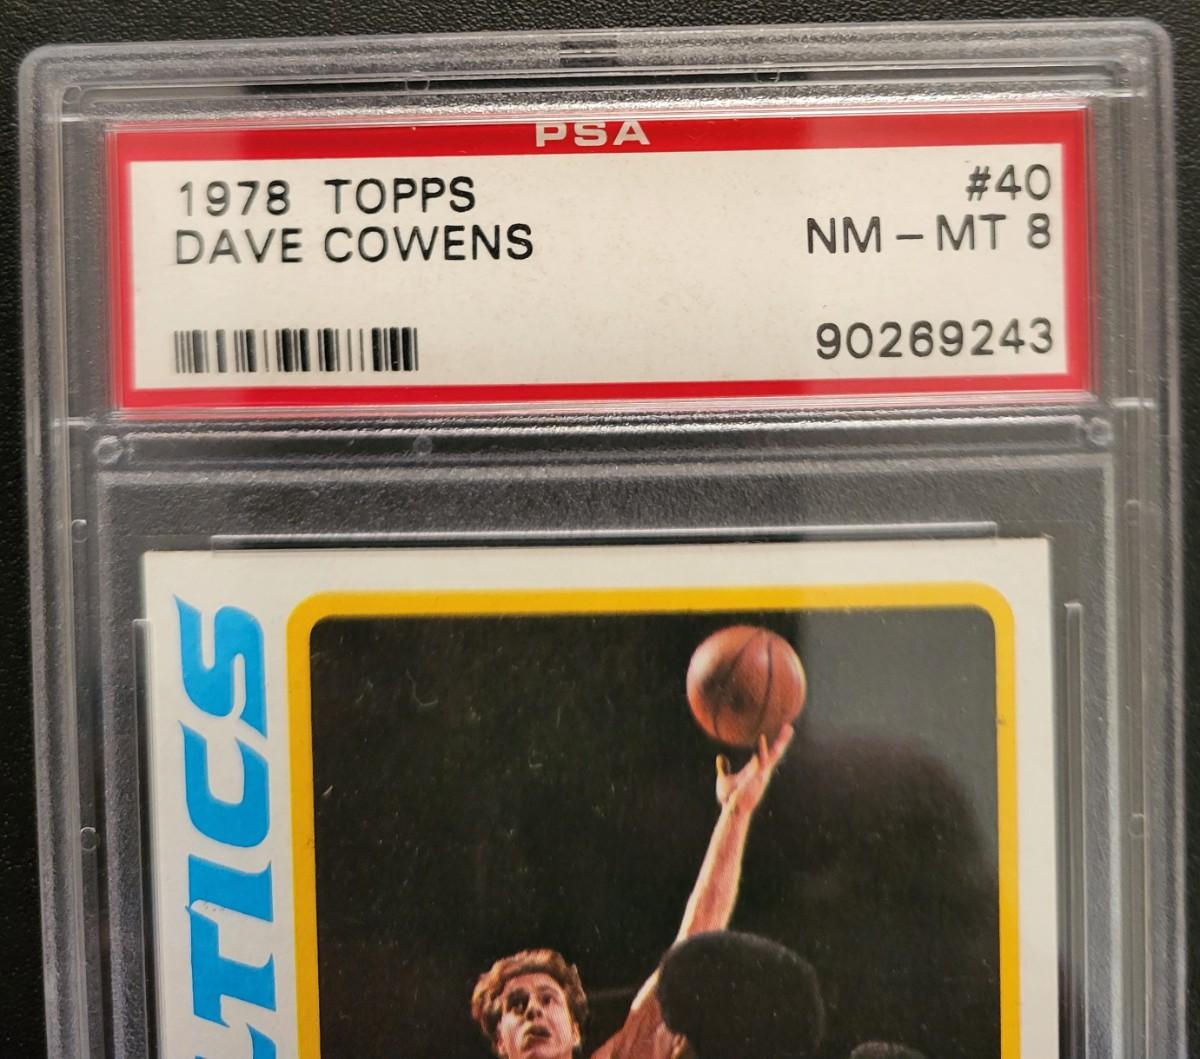 PSA
1978 TOPPS #40
DAVE COWENS NM - MT 8
90269243
LTICS